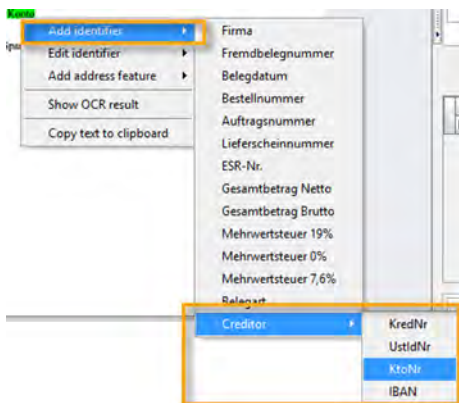 Konto
Add identifier
Edit identifier
Add address feature
Show OCR result
Copy text to clipboard
Firma
Fremdbelegnummer
Belegdatum
Bestellnummer
Auftragsnummer
Lieferscheinnummer
ESR-Nr.
Gesamtbetrag Netto
Gesamtbetrag Brutto
Mehrwertsteuer 19%
Mehrwertsteuer 0%
Mehrwertsteuer 7,6%
Belegart
Creditor
KredNr
UstIdNr
KtoNr
IBAN